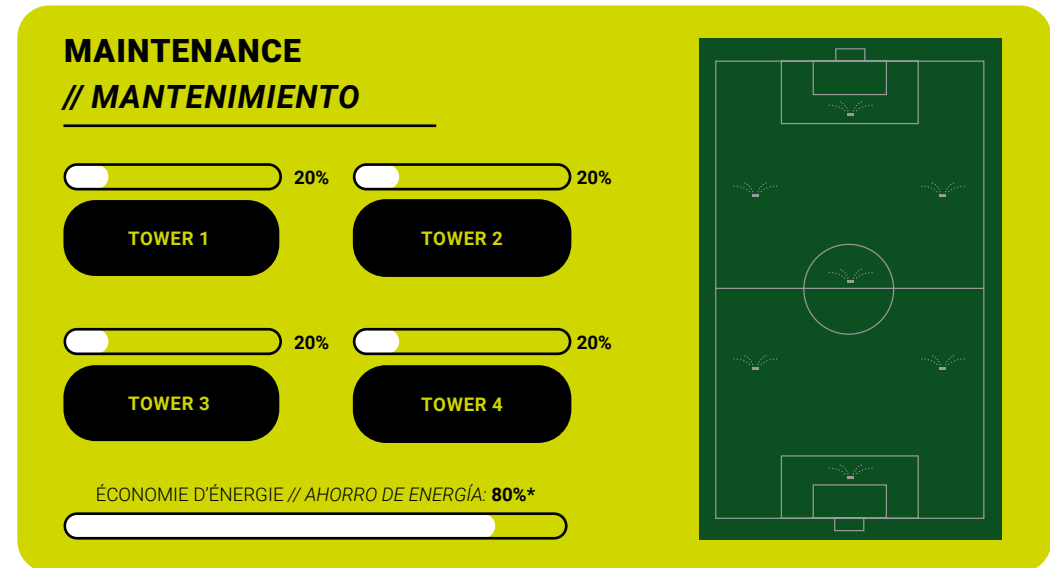 MAINTENANCE
// MANTENIMIENTO
20%
20%
TOWER 1
TOWER 2
20%
20%
TOWER 3
TOWER 4
ÉCONOMIE D’ÉNERGIE // AHORRO DE ENERGÍA: 80%*